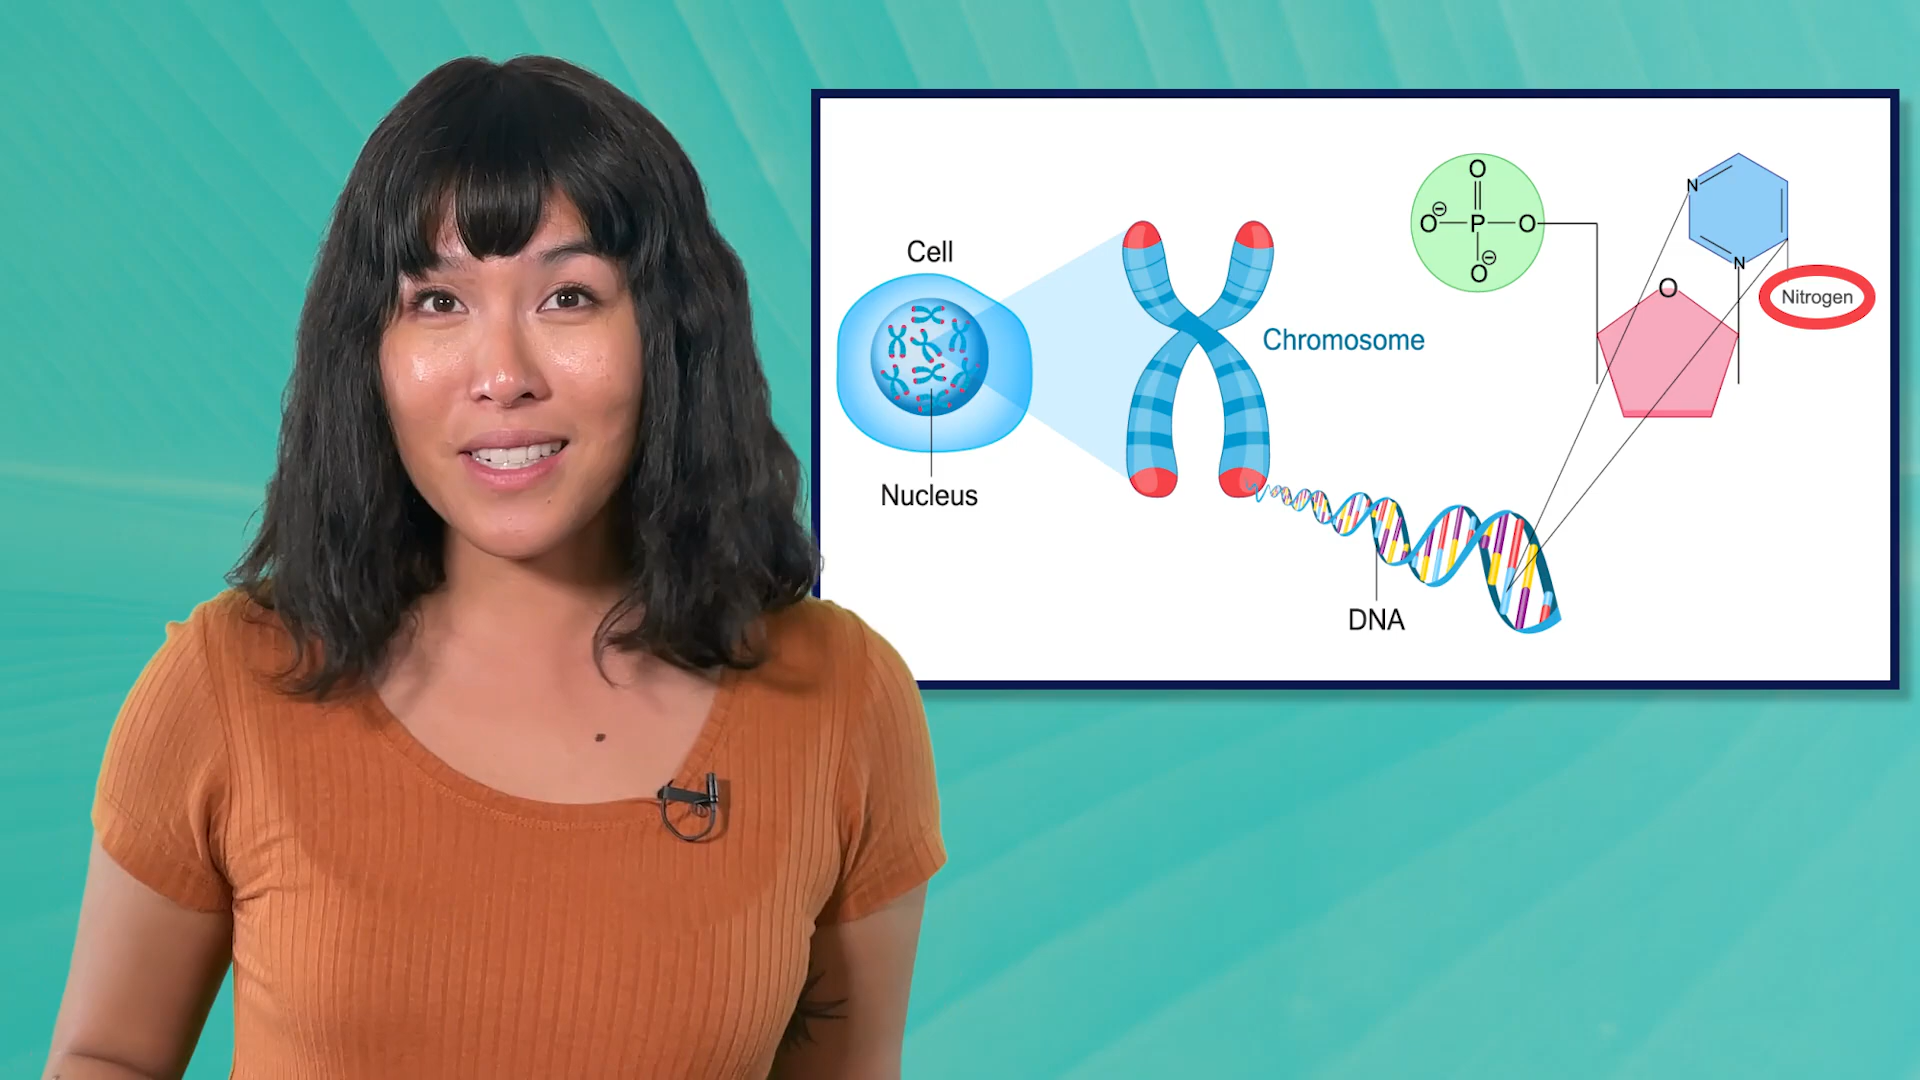 Cell
Nucleus
Chromosome
DNA
O
O⊖
P
O
O⊖
N
N
O
Nitrogen